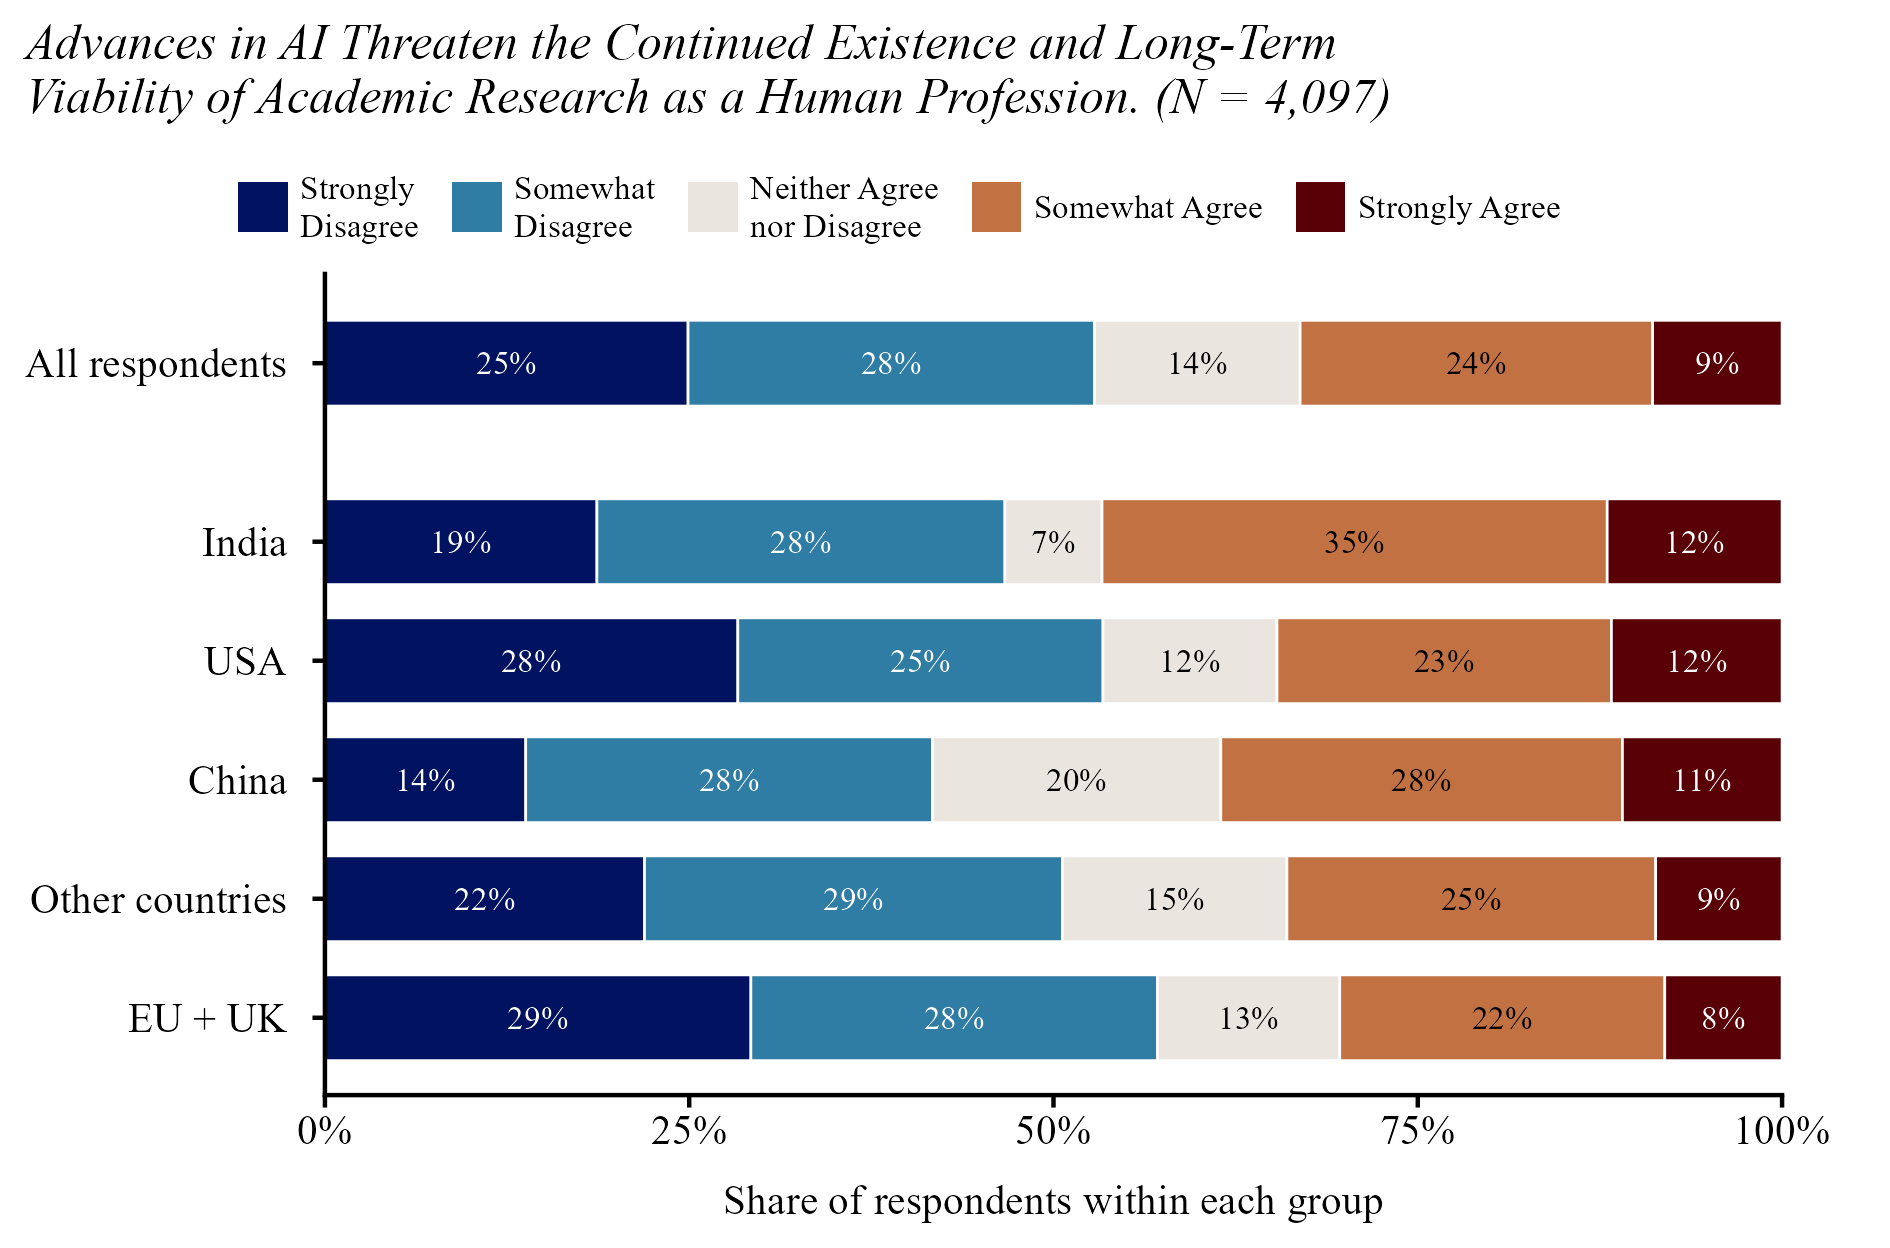 Advances in AI Threaten the Continued Existence and Long-Term
Viability of Academic Research as a Human Profession. (N = 4,097)
Strongly
Disagree
Somewhat
Disagree
Neither Agree
nor Disagree
Somewhat Agree
Strongly Agree
All respondents 25% 28% 14% 24% 9%
India 19% 28% 7% 35% 12%
USA 28% 25% 12% 23% 12%
China 14% 28% 20% 28% 11%
Other countries 22% 29% 15% 25% 9%
EU + UK 29% 28% 13% 22% 8%
0% 25% 50% 75% 100%
Share of respondents within each group